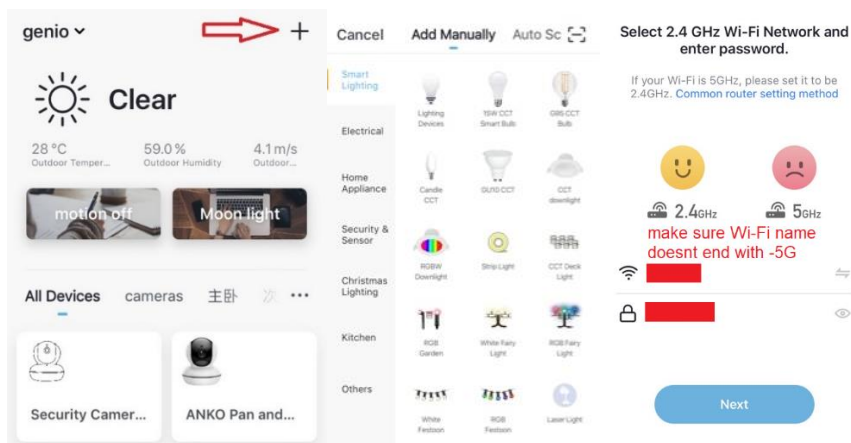 genio
Clear
28 °C
59.0 %
4.1 m/s
Outdoor Temper...
Outdoor Humidity
Outdoor...
motion off
Moon light
All Devices
cameras
主卧
次
...
Security Camer...
ANKO Pan and...
Cancel
Add Manually
Auto Sc
Smart
Lighting
Electrical
Home
Appliance
Security &
Sensor
Christmas
Lighting
Kitchen
Others
Lighting
Devices
15W CCT
Smart Bulb
G95 CCT
Bulb
Candle
CCT
GU10 CCT
CCT
downlight
RGBW
Downlight
Strip Light
CCT Deck
Light
RGB
Garden
White Fairy
Light
RGB Fairy
Light
White
Festoon
RGB
Festoon
Laser Light
Select 2.4 GHz Wi-Fi Network and
enter password.
If your Wi-Fi is 5GHz, please set it to be
2.4GHz. Common router setting method
2.4GHz
5GHz
make sure Wi-Fi name
doesnt end with -5G
Next